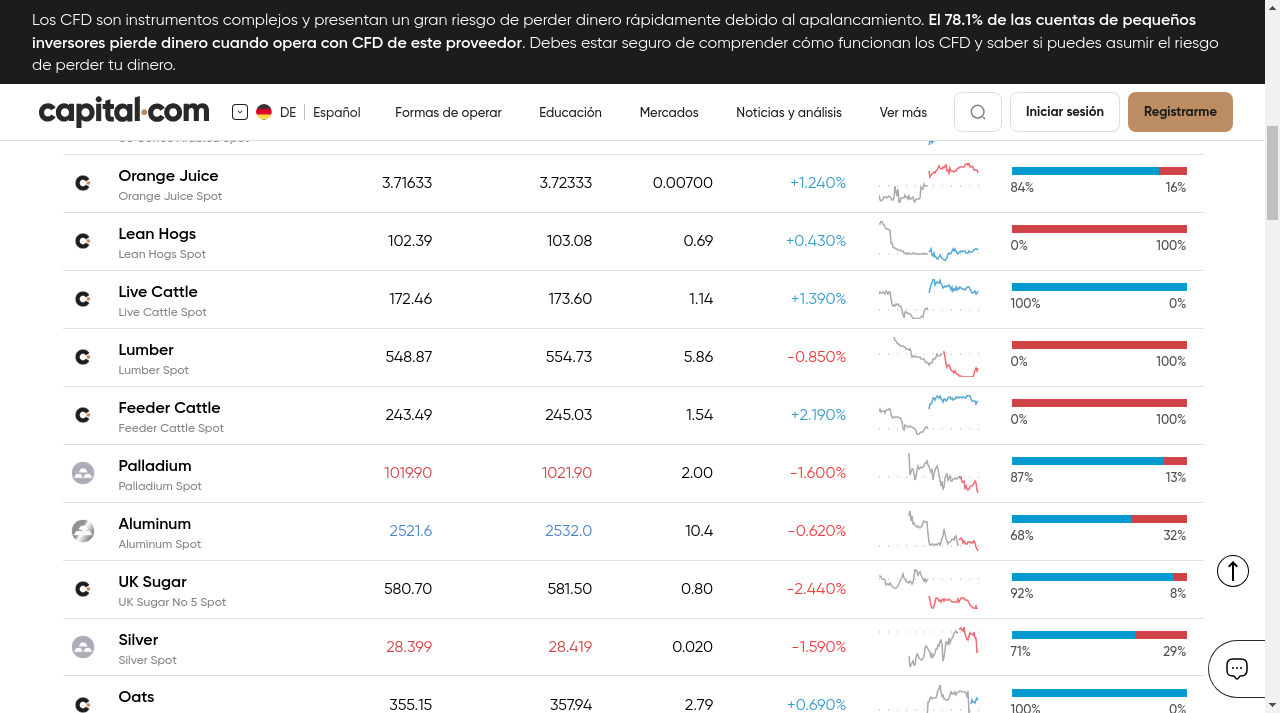 Los CFD son instrumentos complejos y presentan un gran riesgo de perder dinero rápidamente debido al apalancamiento. El 78.1% de las cuentas de pequeños
inversores pierde dinero cuando opera con CFD de este proveedor. Debes estar seguro de comprender cómo funcionan los CFD y saber si puedes asumir el riesgo
de perder tu dinero.
capital.com DE Español Formas de operar Educación Mercados Noticias y análisis Ver más Iniciar sesión Registrarme
Orange Juice 3.71633 3.72333 0.00700 +1.240%
Orange Juice Spot 84% 16%
Lean Hogs 102.39 103.08 0.69 +0.430%
Lean Hogs Spot 0% 100%
Live Cattle 172.46 173.60 1.14 +1.390%
Live Cattle Spot 100% 0%
Lumber 548.87 554.73 5.86 -0.850%
Lumber Spot 0% 100%
Feeder Cattle 243.49 245.03 1.54 +2.190%
Feeder Cattle Spot 0% 100%
Palladium 1019.90 1021.90 2.00 -1.600%
Palladium Spot 87% 13%
Aluminum 2521.6 2532.0 10.4 -0.620%
Aluminum Spot 68% 32%
UK Sugar 580.70 581.50 0.80 -2.440%
UK Sugar No 5 Spot 92% 8%
Silver 28.399 28.419 0.020 -1.590%
Silver Spot 71% 29%
Oats 355.15 357.94 2.79 +0.690%
100% 0%